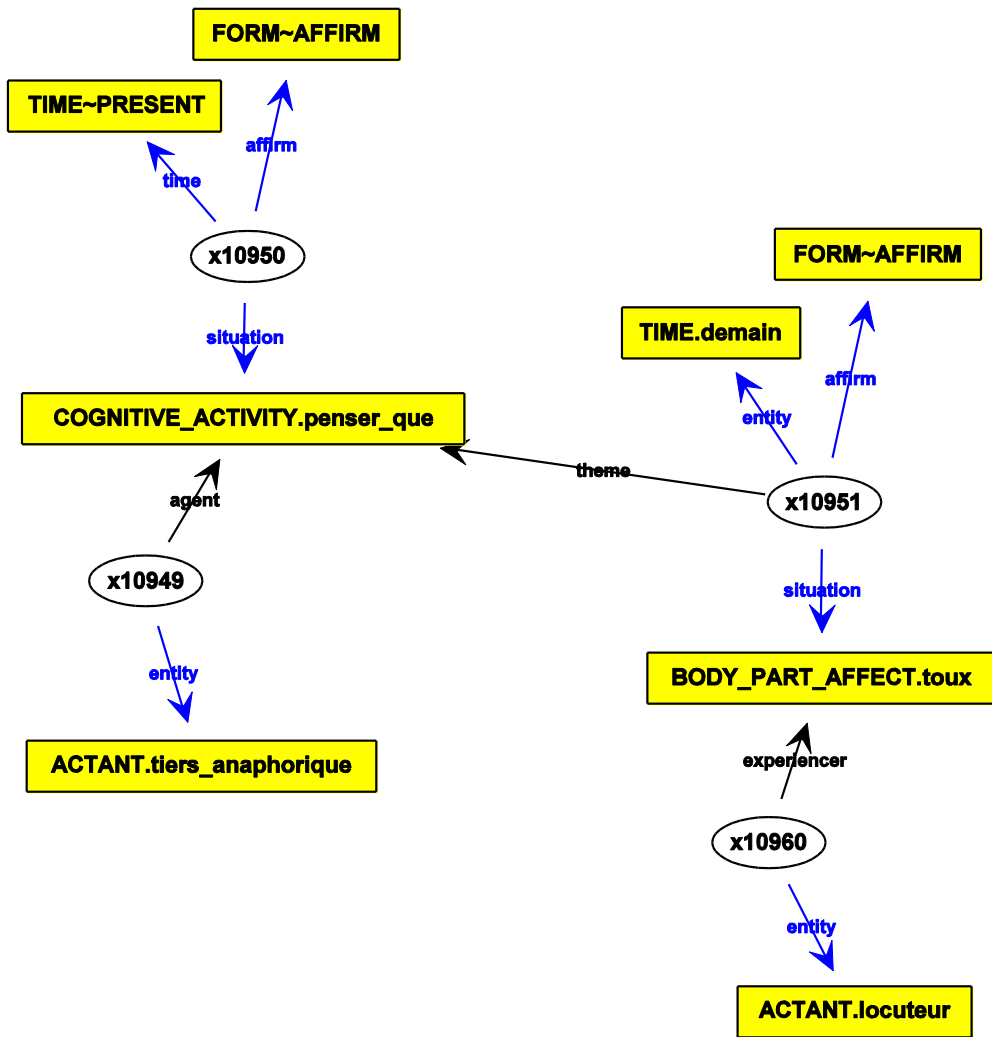 FORM~AFFIRM
TIME~PRESENT
affirm
time
x10950
FORM~AFFIRM
TIME.demain
situation
affirm
COGNITIVE_ACTIVITY.penser_que
entity
theme
agent
x10951
x10949
situation
entity
BODY_PART_AFFECT.toux
ACTANT.tiers_anaphorique
experiencer
x10960
entity
ACTANT.locuteur